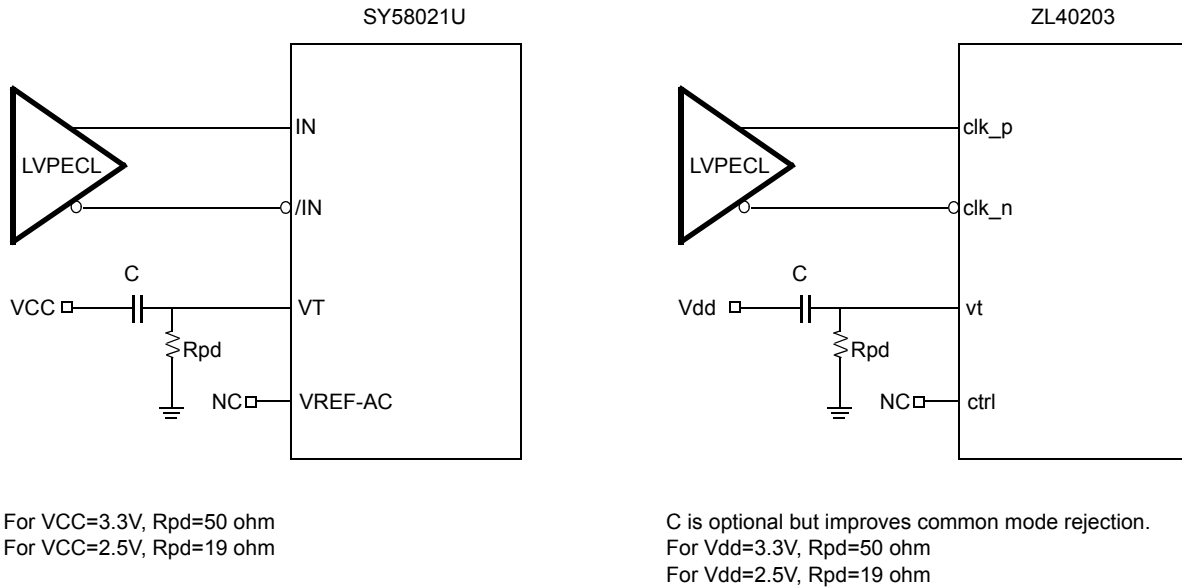 SY58021U
ZL40203
LVPECL
IN
/IN
C
VCC
VT
Rpd
NC
VREF-AC
LVPECL
clk_p
clk_n
C
Vdd
vt
Rpd
NC
ctrl
For VCC=3.3V, Rpd=50 ohm
For VCC=2.5V, Rpd=19 ohm
C is optional but improves common mode rejection.
For Vdd=3.3V, Rpd=50 ohm
For Vdd=2.5V, Rpd=19 ohm